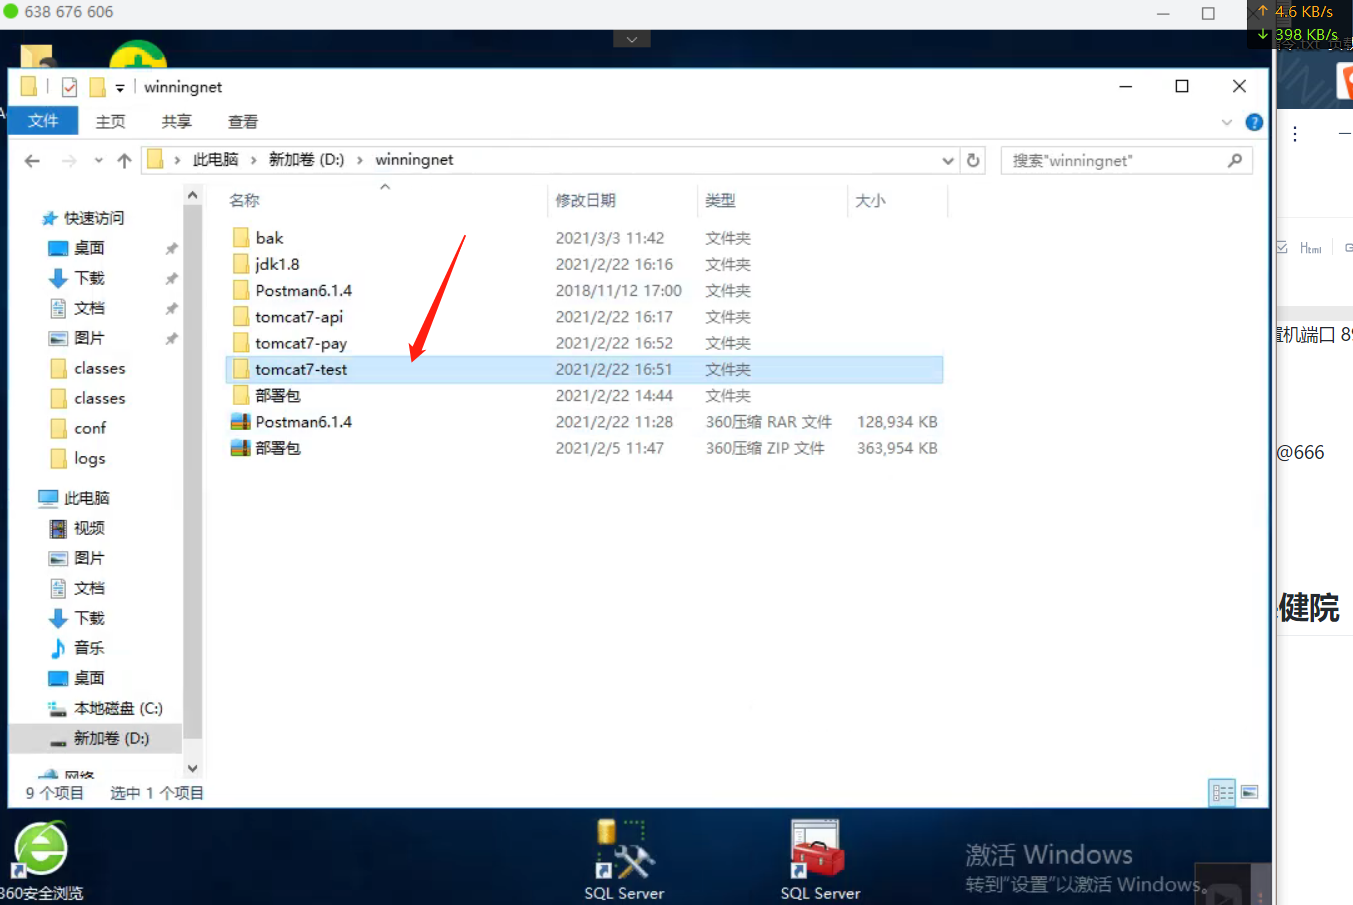 638 676 606
4.6 KB/s
398 KB/s
winningnet
文件 主页 共享 查看
此电脑 新加卷 (D:) winningnet
搜索"winningnet"
名称 修改日期 类型 大小
快速访问
桌面
下载
文档
图片
classes
classes
conf
logs
此电脑
视频
图片
文档
下载
音乐
桌面
本地磁盘 (C:)
新加卷 (D:)
网络
bak 2021/3/3 11:42 文件夹
jdk1.8 2021/2/22 16:16 文件夹
Postman6.1.4 2018/11/12 17:00 文件夹
tomcat7-api 2021/2/22 16:17 文件夹
tomcat7-pay 2021/2/22 16:52 文件夹
tomcat7-test 2021/2/22 16:51 文件夹
部署包 2021/2/22 14:44 文件夹
Postman6.1.4 2021/2/22 11:28 360压缩 RAR 文件 128,934 KB
部署包 2021/2/5 11:47 360压缩 ZIP 文件 363,954 KB
9 个项目 选中 1 个项目
Html
机端口
@666
健院
360安全浏览
SQL Server
SQL Server
激活 Windows
转到"设置"以激活 Windows。